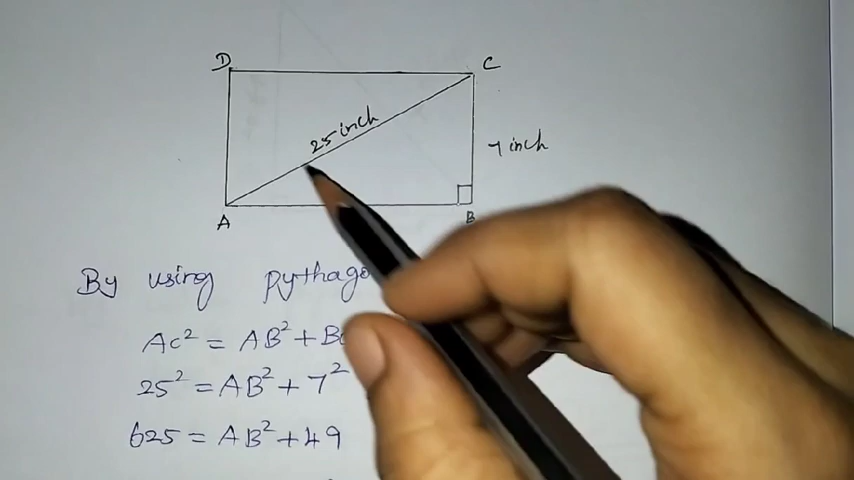 D C
25 inch
7 inch
A B
By using
AC² = AB² +
25² = AB² + 7²
625 = AB² + 49